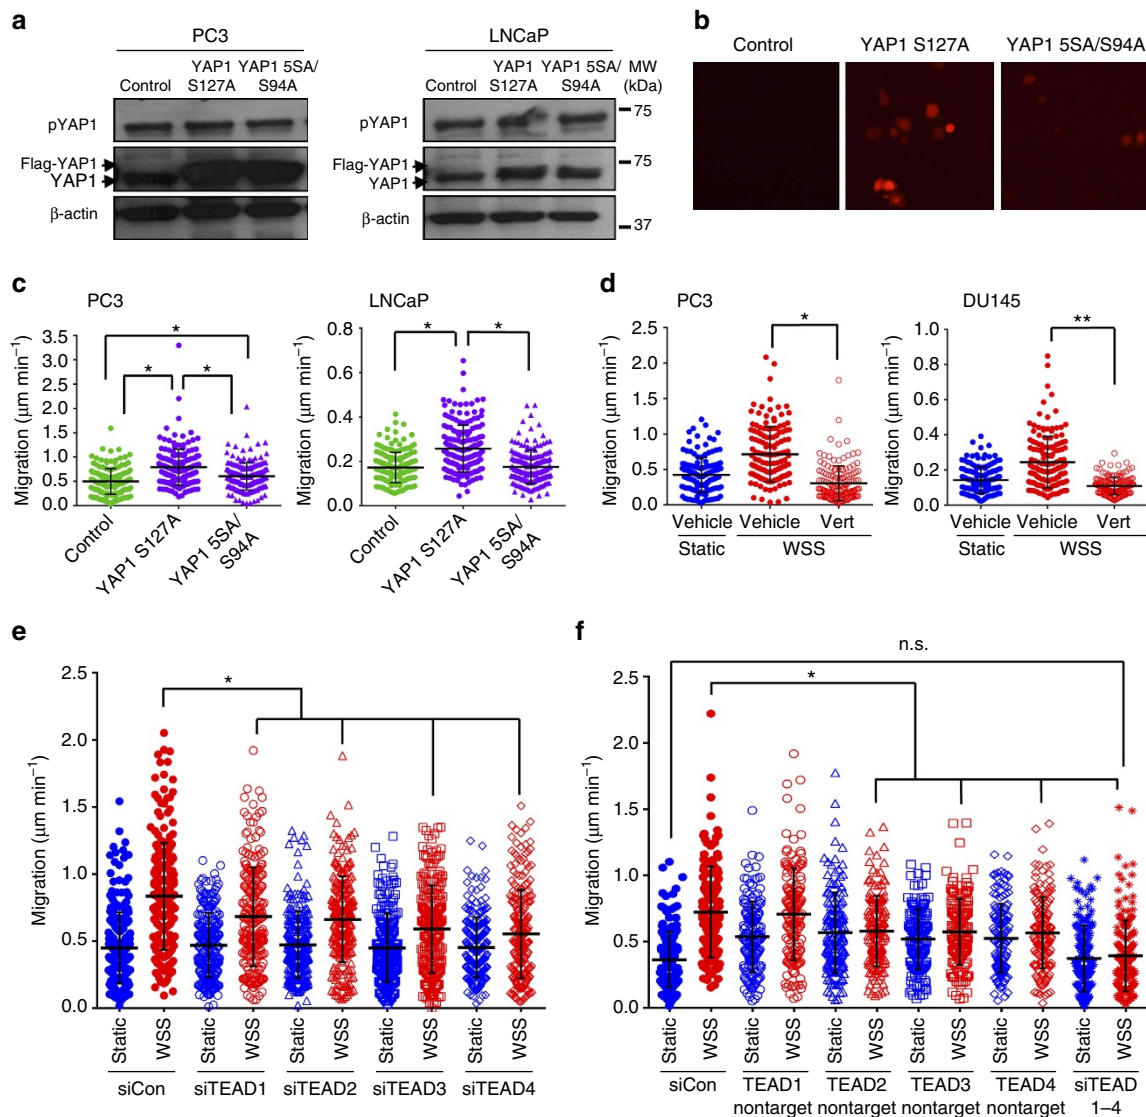 a
PC3
LNCaP
Control
YAP1 S127A
YAP1 5SA/S94A
Control
YAP1 S127A
YAP1 5SA/S94A
MW (kDa)
pYAP1
Flag-YAP1
YAP1
β-actin
pYAP1
Flag-YAP1
YAP1
β-actin
75
75
37
b
Control
YAP1 S127A
YAP1 5SA/S94A
c
PC3
LNCaP
Migration (µm min⁻¹)
3.5
3.0
2.5
2.0
1.5
1.0
0.5
0.0
*
*
*
Control
YAP1 S127A
YAP1 5SA/
S94A
Migration (µm min⁻¹)
0.8
0.6
0.4
0.2
0.0
*
*
Control
YAP1 S127A
YAP1 5SA/
S94A
d
PC3
DU145
Migration (µm min⁻¹)
2.5
2.0
1.5
1.0
0.5
0.0
*
Vehicle
Vehicle
Vert
Static
WSS
Migration (µm min⁻¹)
1.0
0.8
0.6
0.4
0.2
0.0
**
Vehicle
Vehicle
Vert
Static
WSS
e
Migration (µm min⁻¹)
2.5
2.0
1.5
1.0
0.5
0.0
*
Static
WSS
Static
WSS
Static
WSS
Static
WSS
Static
WSS
siCon
siTEAD1
siTEAD2
siTEAD3
siTEAD4
f
n.s.
*
Migration (µm min⁻¹)
2.5
2.0
1.5
1.0
0.5
0.0
Static
WSS
Static
WSS
Static
WSS
Static
WSS
Static
WSS
Static
WSS
siCon
TEAD1
nontarget
TEAD2
nontarget
TEAD3
nontarget
TEAD4
nontarget
siTEAD
1–4